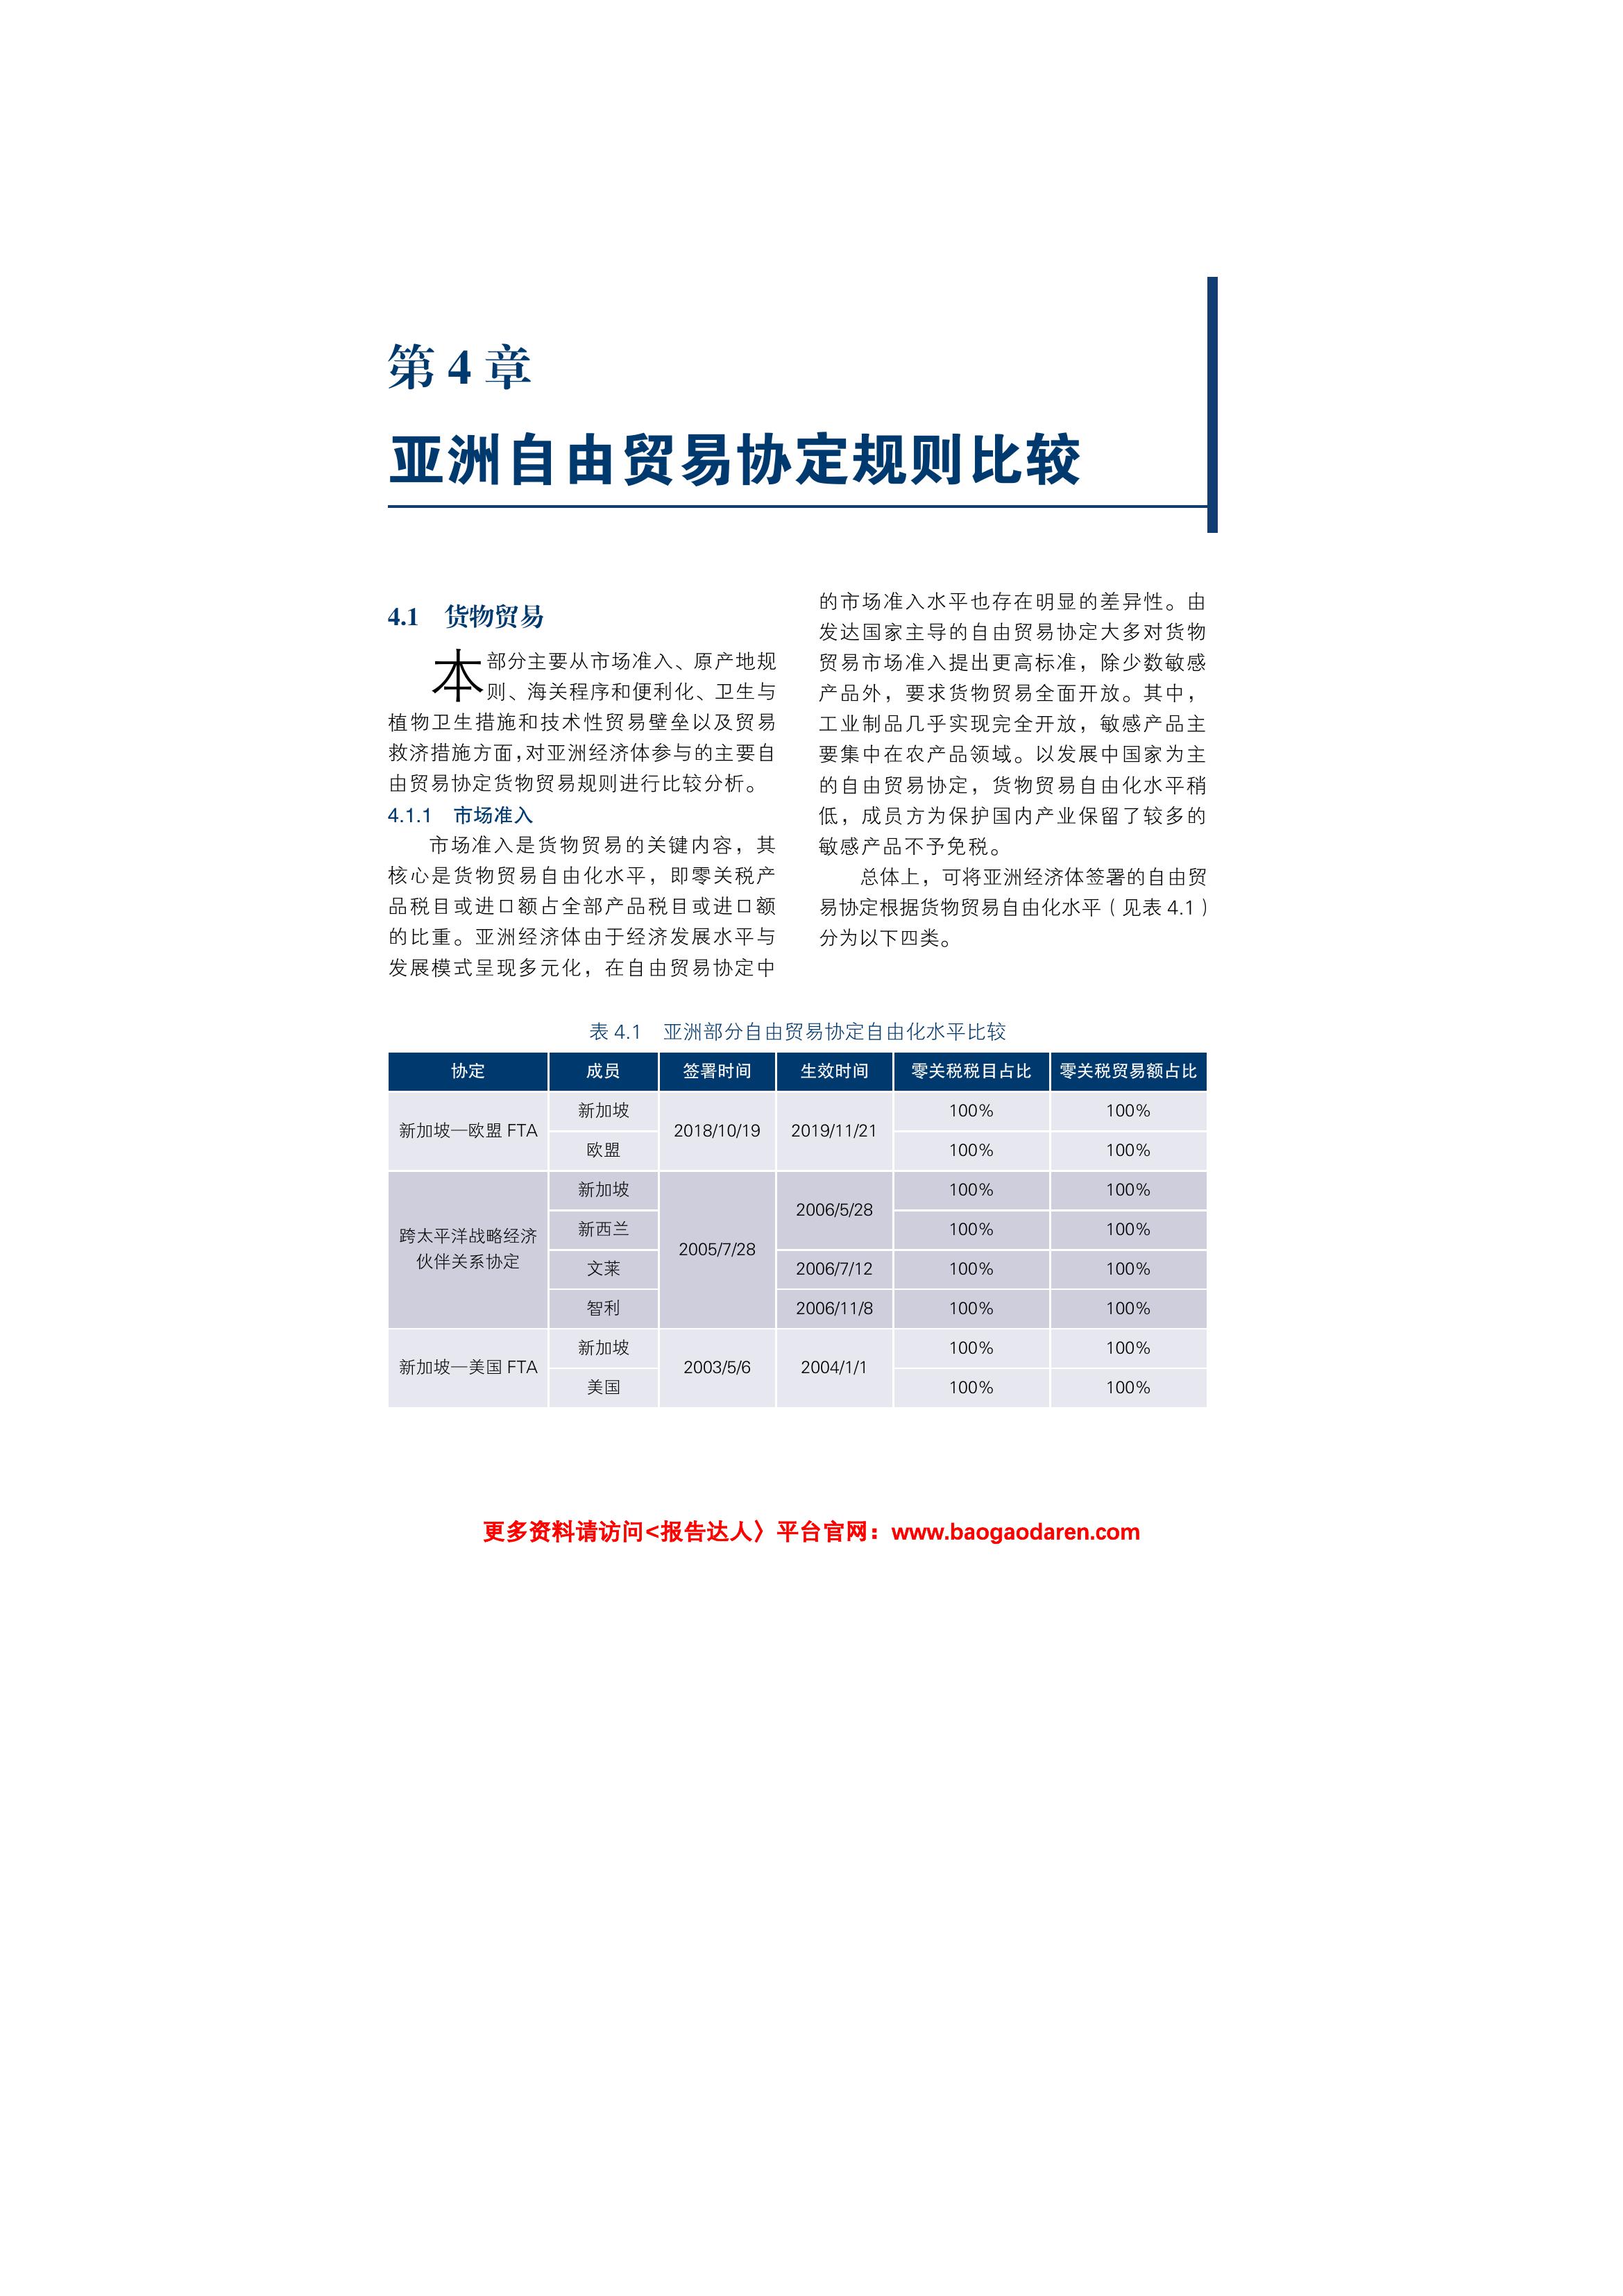 第 4 章
亚洲自由贸易协定规则比较
4.1 货物贸易
本部分主要从市场准入、原产地规
则、海关程序和便利化、卫生与
植物卫生措施和技术性贸易壁垒以及贸易
救济措施方面，对亚洲经济体参与的主要自
由贸易协定货物贸易规则进行比较分析。
4.1.1 市场准入
市场准入是货物贸易的关键内容，其
核心是货物贸易自由化水平，即零关税产
品税目或进口额占全部产品税目或进口额
的比重。亚洲经济体由于经济发展水平与
发展模式呈现多元化，在自由贸易协定中
的市场准入水平也存在明显的差异性。由
发达国家主导的自由贸易协定大多对货物
贸易市场准入提出更高标准，除少数敏感
产品外，要求货物贸易全面开放。其中，
工业制品几乎实现完全开放，敏感产品主
要集中在农产品领域。以发展中国家为主
的自由贸易协定，货物贸易自由化水平稍
低，成员方为保护国内产业保留了较多的
敏感产品不予免税。
总体上，可将亚洲经济体签署的自由贸
易协定根据货物贸易自由化水平（见表 4.1）
分为以下四类。
表 4.1 亚洲部分自由贸易协定自由化水平比较
协定 成员 签署时间 生效时间 零关税税目占比 零关税贸易额占比
新加坡—欧盟 FTA 新加坡 2018/10/19 2019/11/21 100% 100%
欧盟 100% 100%
跨太平洋战略经济
伙伴关系协定
新加坡 2005/7/28 2006/5/28 100% 100%
新西兰 100% 100%
文莱 2006/7/12 100% 100%
智利 2006/11/8 100% 100%
新加坡—美国 FTA 新加坡 2003/5/6 2004/1/1 100% 100%
美国 100% 100%
更多资料请访问<报告达人〉平台官网：www.baogaodaren.com